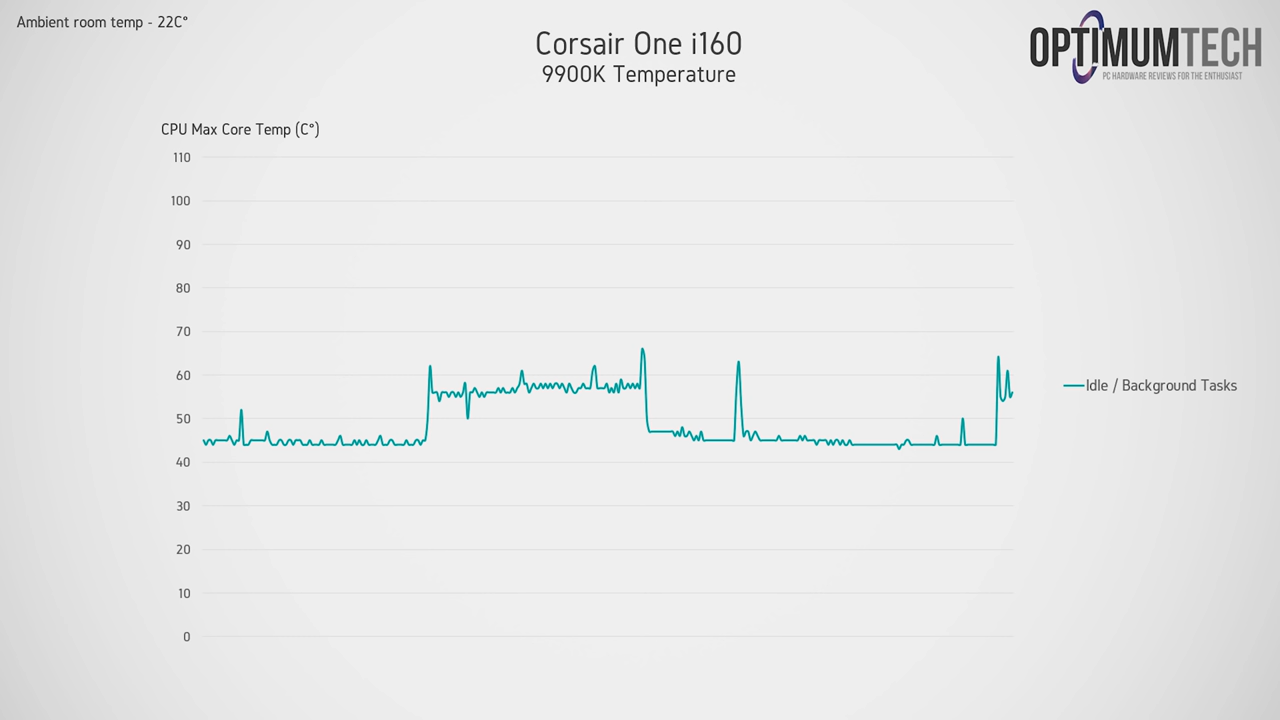 Ambient room temp - 22C°
Corsair One i160
9900K Temperature
OPTIMUMTECH
PC HARDWARE REVIEWS FOR THE ENTHUSIAST
CPU Max Core Temp (C°)
110
100
90
80
70
60
50
40
30
20
10
0
Idle / Background Tasks